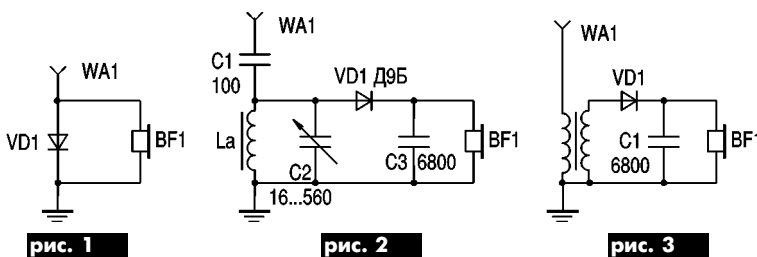 WA1
VD1
BF1
рис. 1
WA1
C1
100
VD1 Д9Б
La
C2
16...560
C3 6800
BF1
рис. 2
WA1
VD1
C1
6800
BF1
рис. 3